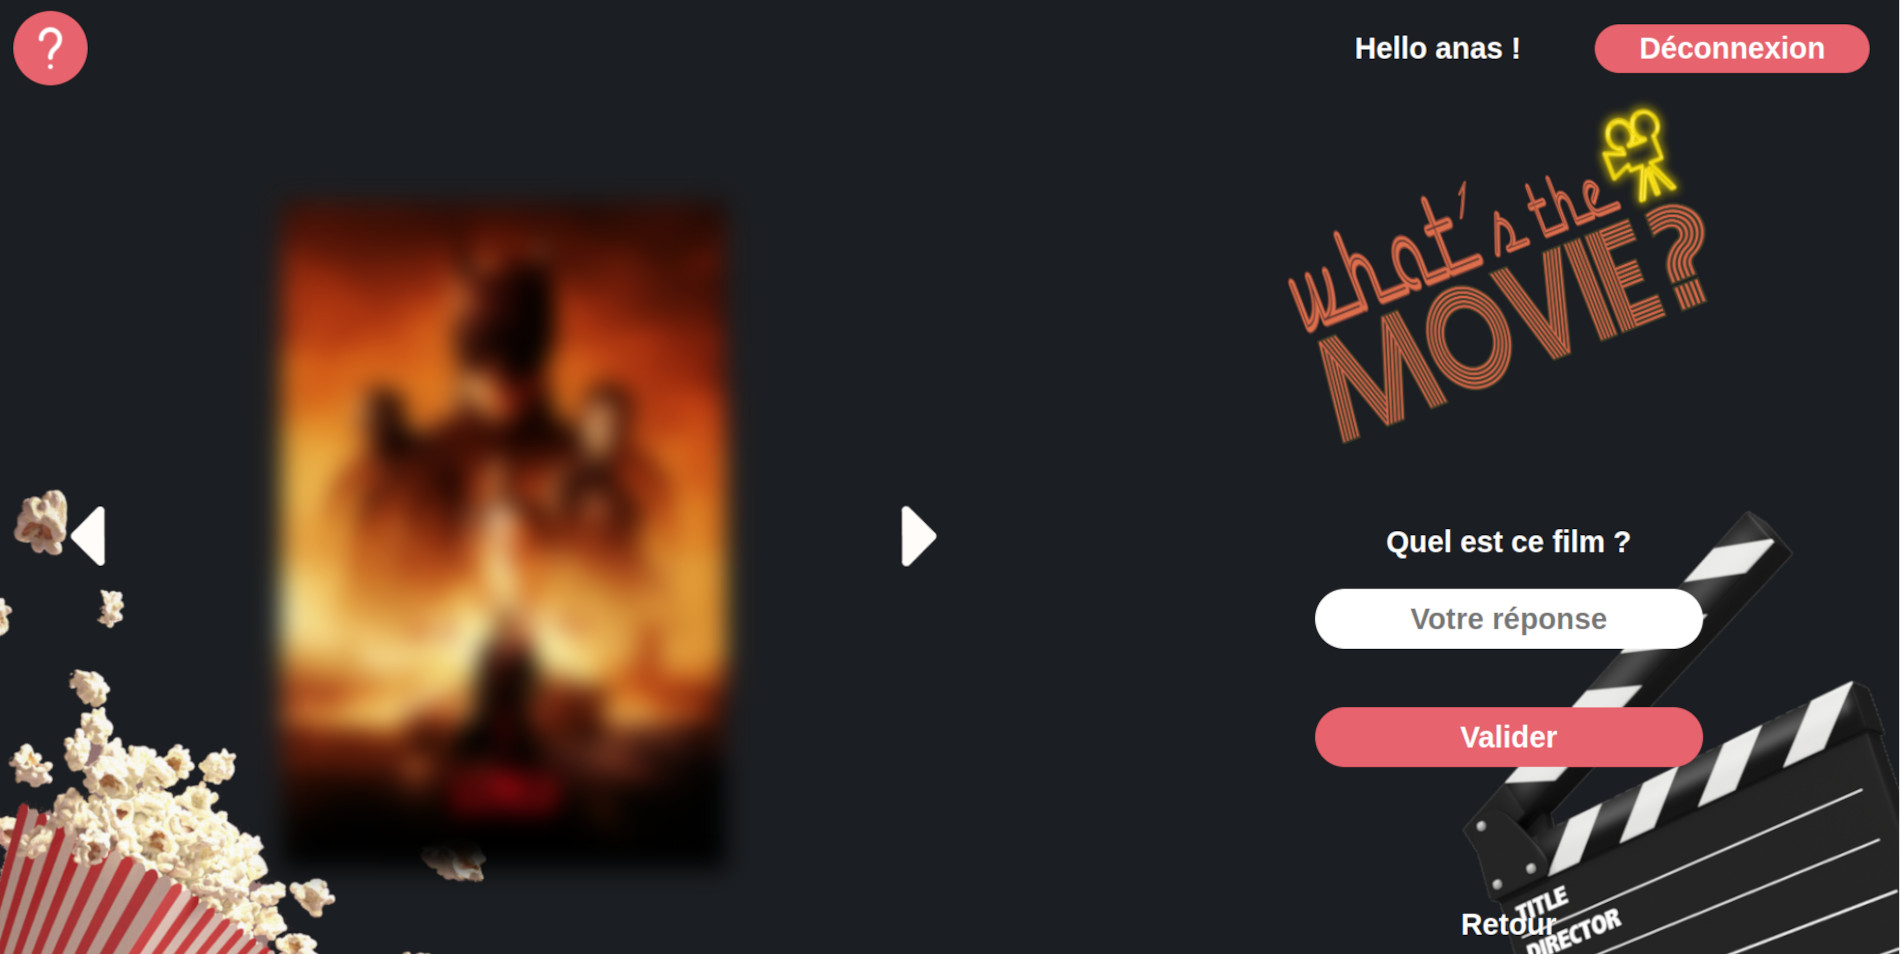 ?
Hello anas !
Déconnexion
what's the
MOVIE?
Quel est ce film ?
Votre réponse
Valider
TITLE
DIRECTOR
Retour